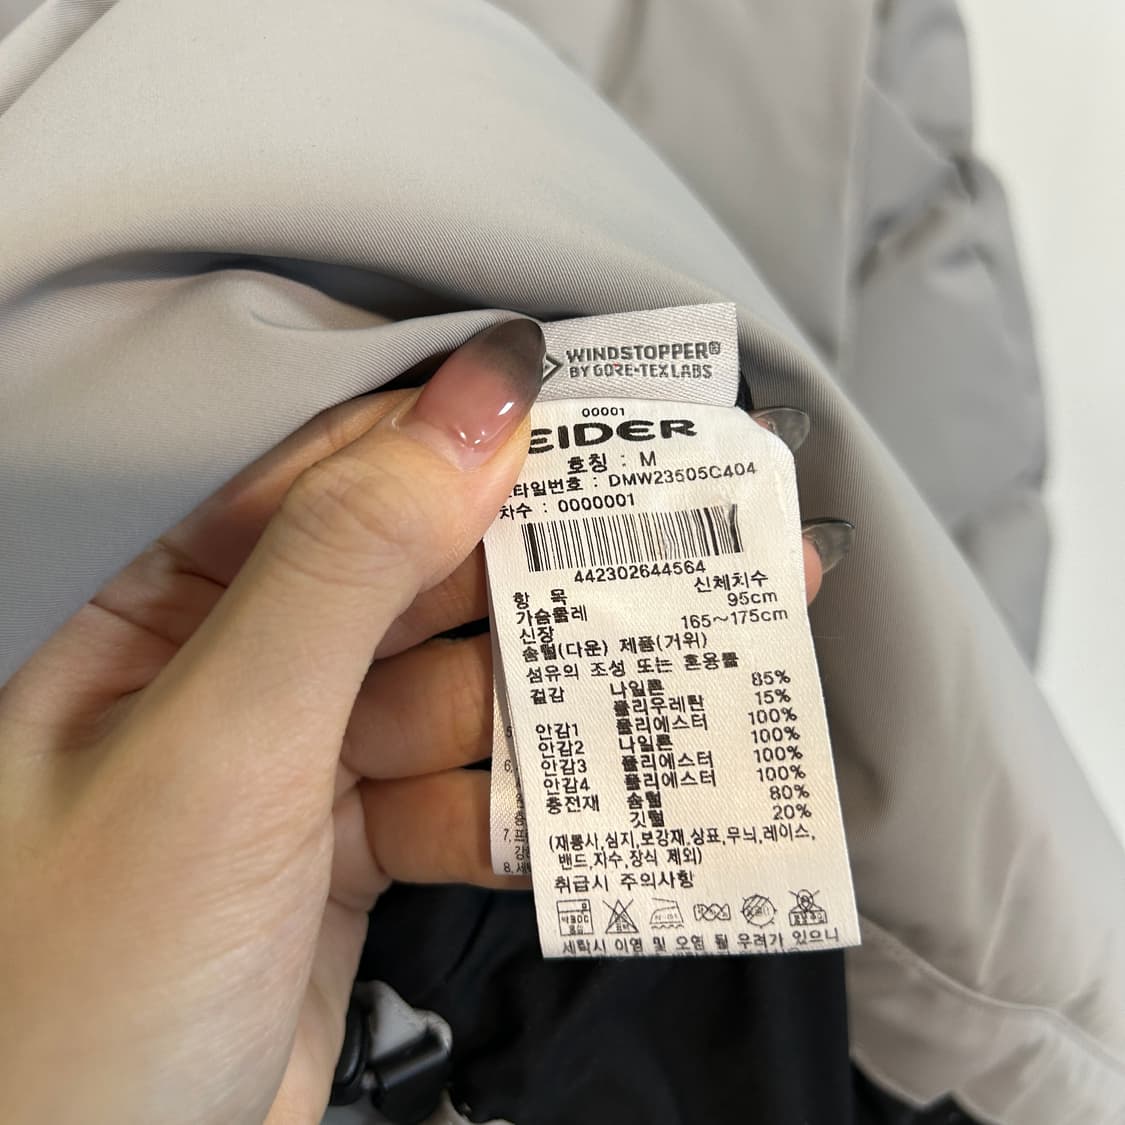 WINDSTOPPER®
BY GORE-TEX LABS
00001
EIDER
호칭 : M
스타일번호 : DMW23505C404
차수 : 0000001
442302644564
항 목 신체치수
가슴둘레 95cm
신장 165~175cm
솜털(다운) 제품(거위)
섬유의 조성 또는 혼용률
겉감 나일론 85%
폴리우레탄 15%
안감1 폴리에스터 100%
안감2 나일론 100%
안감3 폴리에스터 100%
안감4 폴리에스터 100%
충전재 솜털 80%
깃털 20%
(재봉사,심지,보강재,상표,무늬,레이스,
밴드,자수,장식 제외)
취급시 주의사항
세탁시 이염 및 오염 될 우려가 있으니
6.
7.
8.